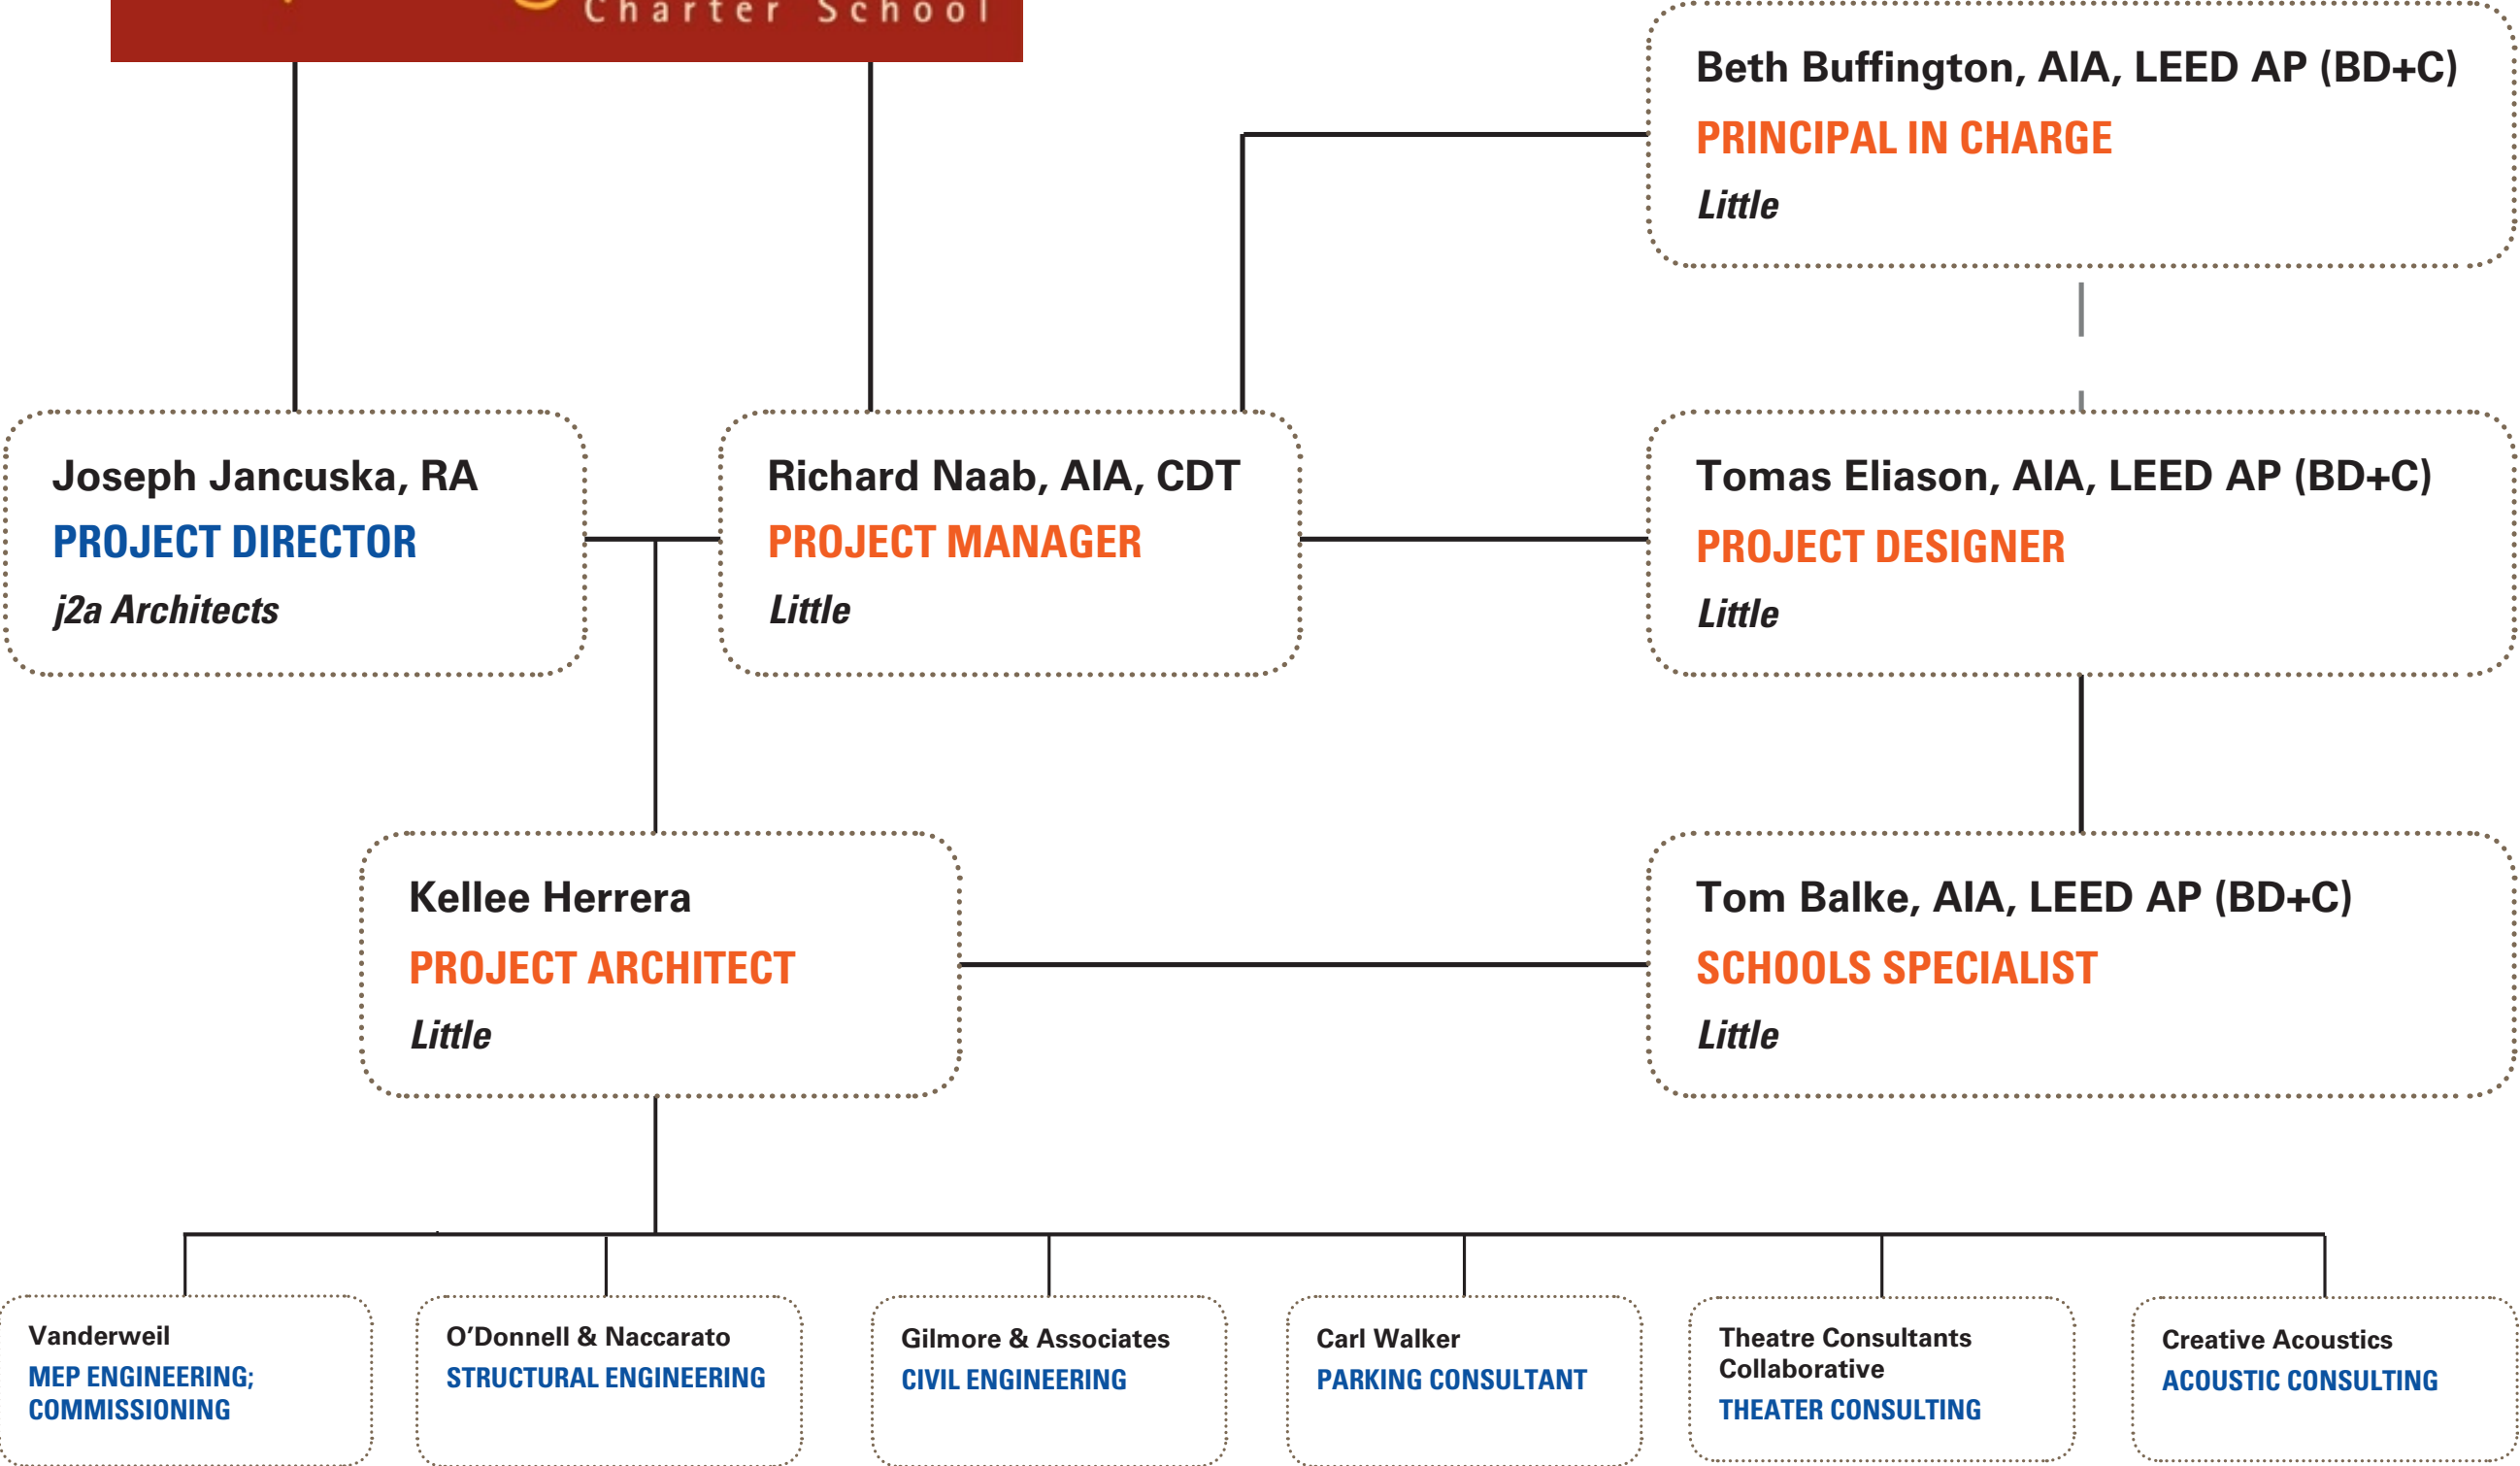 Charter School
Beth Buffington, AIA, LEED AP (BD+C)
PRINCIPAL IN CHARGE
Little
Joseph Jancuska, RA
PROJECT DIRECTOR
j2a Architects
Richard Naab, AIA, CDT
PROJECT MANAGER
Little
Tomas Eliason, AIA, LEED AP (BD+C)
PROJECT DESIGNER
Little
Kellee Herrera
PROJECT ARCHITECT
Little
Tom Balke, AIA, LEED AP (BD+C)
SCHOOLS SPECIALIST
Little
Vanderweil
MEP ENGINEERING;
COMMISSIONING
O’Donnell & Naccarato
STRUCTURAL ENGINEERING
Gilmore & Associates
CIVIL ENGINEERING
Carl Walker
PARKING CONSULTANT
Theatre Consultants
Collaborative
THEATER CONSULTING
Creative Acoustics
ACOUSTIC CONSULTING